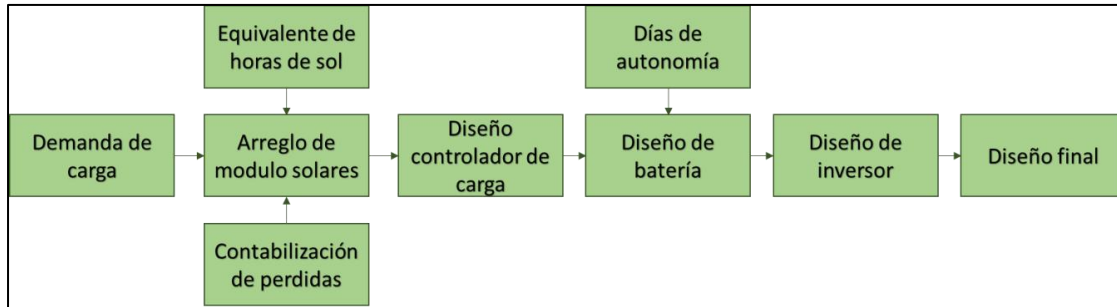 Equivalente de
horas de sol
Días de
autonomía
Demanda de
carga
Arreglo de
modulo solares
Diseño
controlador de
carga
Diseño de
batería
Diseño de
inversor
Diseño final
Contabilización
de perdidas